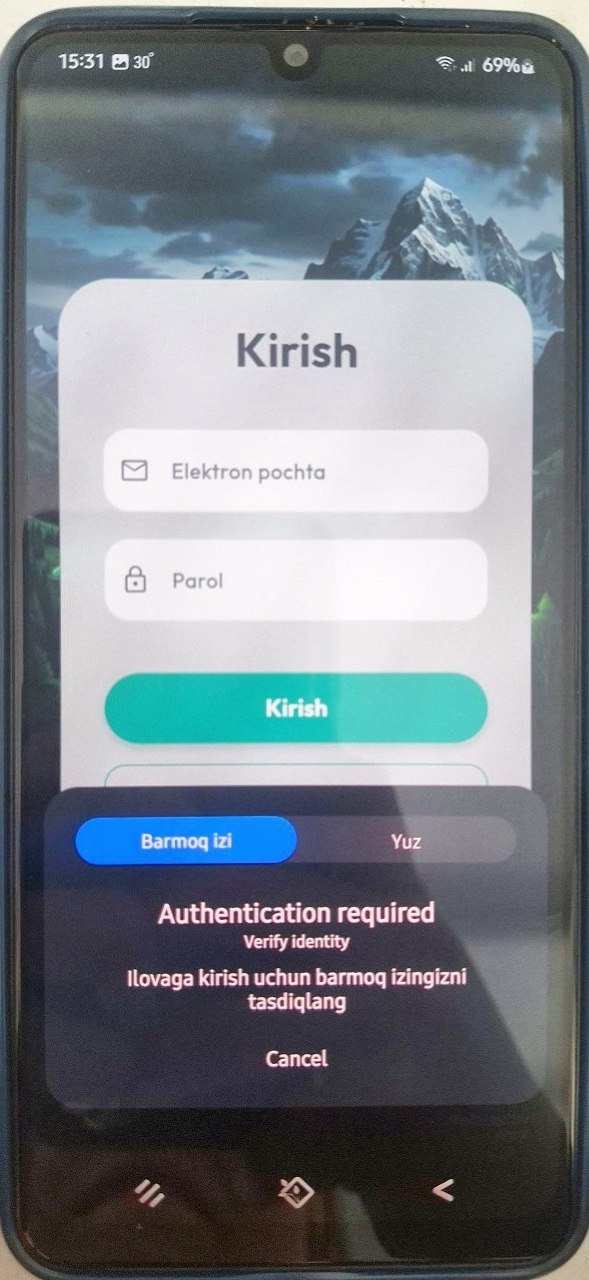 15:31 30°
69%
Kirish
Elektron pochta
Parol
Kirish
Barmoq izi Yuz
Authentication required
Verify identity
Ilovaga kirish uchun barmoq izingizni
tasdiqlang
Cancel